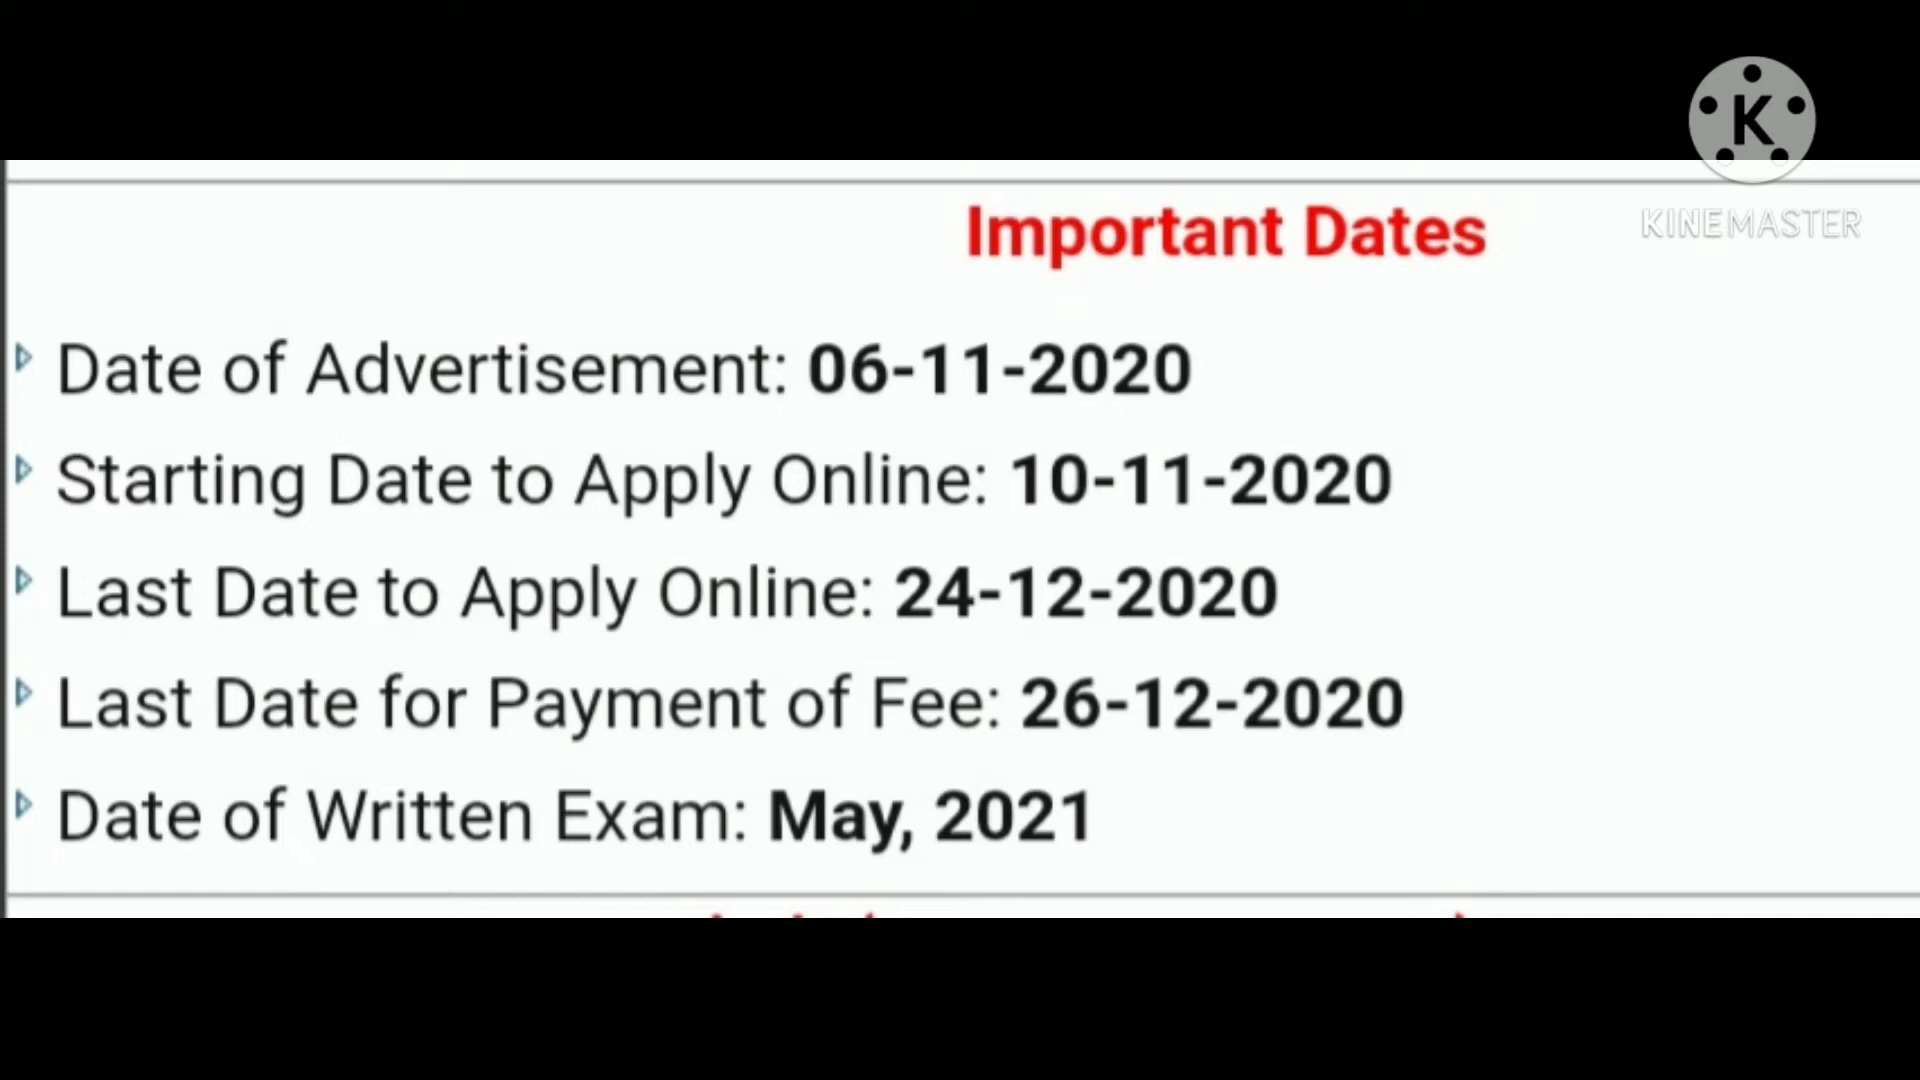 K
KINEMASTER
Important Dates
Date of Advertisement: 06-11-2020
Starting Date to Apply Online: 10-11-2020
Last Date to Apply Online: 24-12-2020
Last Date for Payment of Fee: 26-12-2020
Date of Written Exam: May, 2021